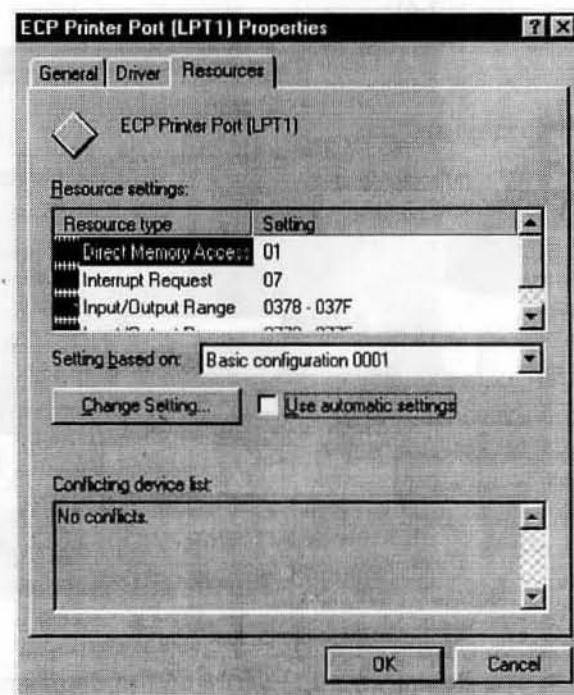 ECP Printer Port (LPT1) Properties
General Driver Resources
ECP Printer Port (LPT1)
Resource settings:
Resource type Setting
Direct Memory Access 01
Interrupt Request 07
Input/Output Range 0378 - 037F
Setting based on: Basic configuration 0001
Change Setting... Use automatic settings
Conflicting device list:
No conflicts.
OK Cancel